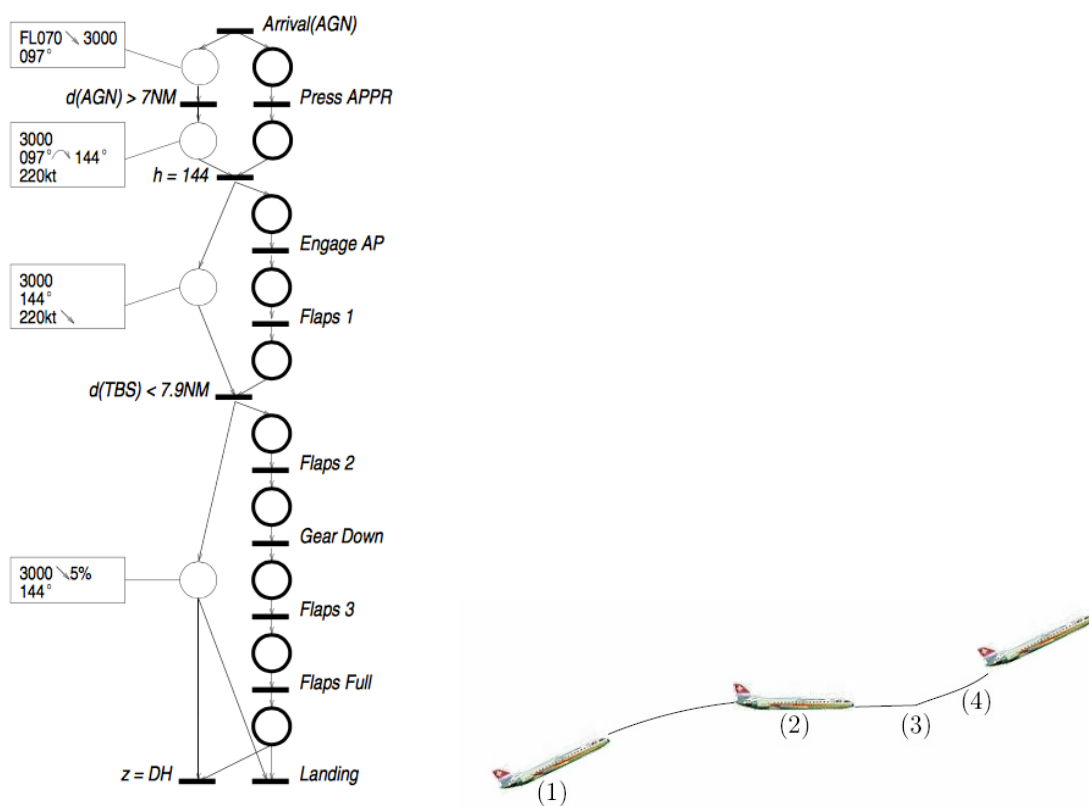 Arrival(AGN)
FL070 ↘ 3000
097°
d(AGN) > 7NM
Press APPR
3000
097° ↷ 144°
220kt
h = 144
Engage AP
3000
144°
220kt ↘
Flaps 1
d(TBS) < 7.9NM
Flaps 2
Gear Down
3000 ↘5%
144°
Flaps 3
Flaps Full
z = DH
Landing
(1)
(2)
(3)
(4)